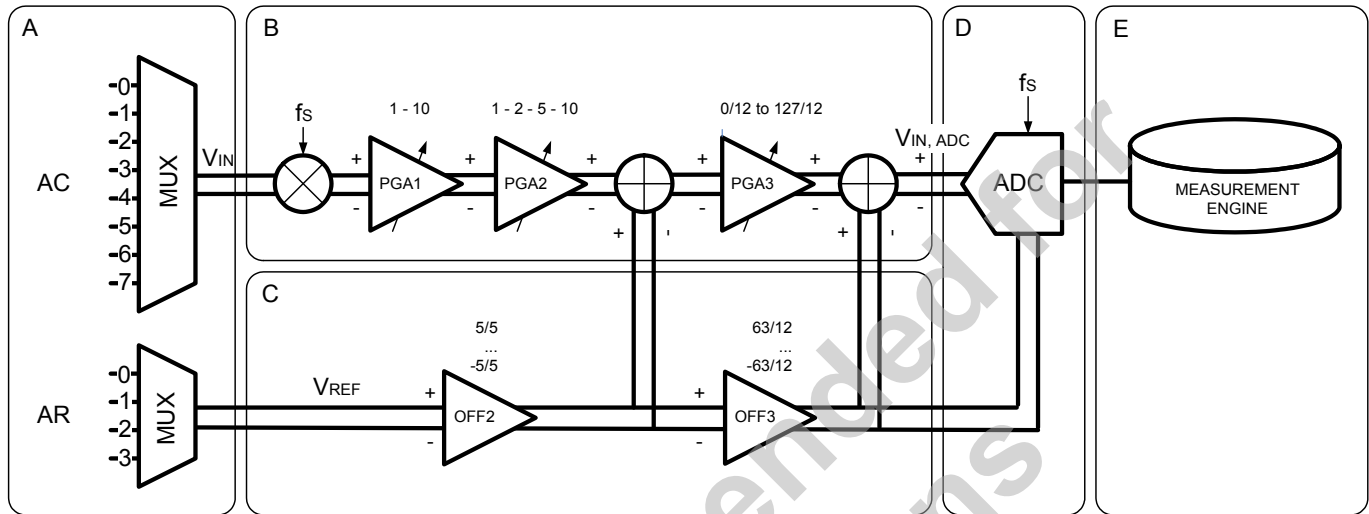 A
B
C
D
E
AC
-0
-1
-2
-3
-4
-5
-6
-7
MUX
VIN
fS
1 - 10
PGA1
1 - 2 - 5 - 10
PGA2
0/12 to 127/12
PGA3
VIN, ADC
fS
ADC
MEASUREMENT
ENGINE
+ + + + + +
- - - - - -
+ '
+ '
AR
-0
-1
-2
-3
MUX
VREF
5/5
...
-5/5
+
-
OFF2
63/12
...
-63/12
+
-
OFF3